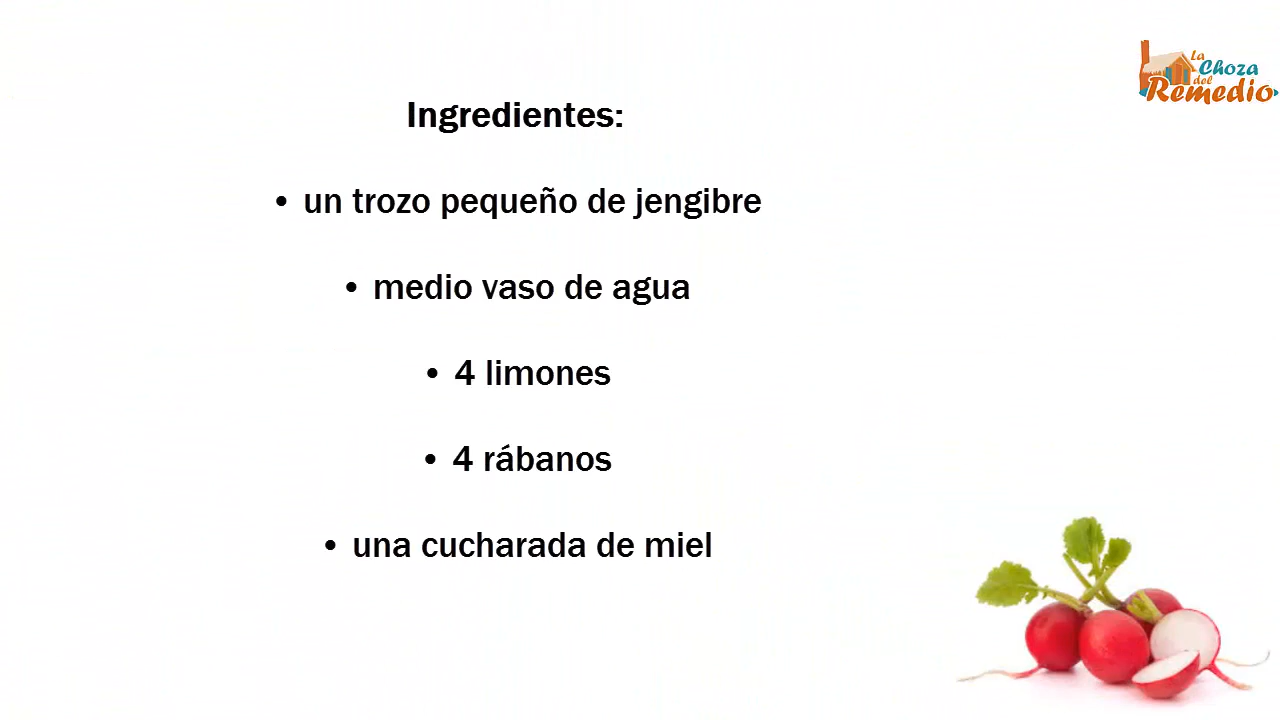 La
Choza
del
Remedio
Ingredientes:
• un trozo pequeño de jengibre
• medio vaso de agua
• 4 limones
• 4 rábanos
• una cucharada de miel